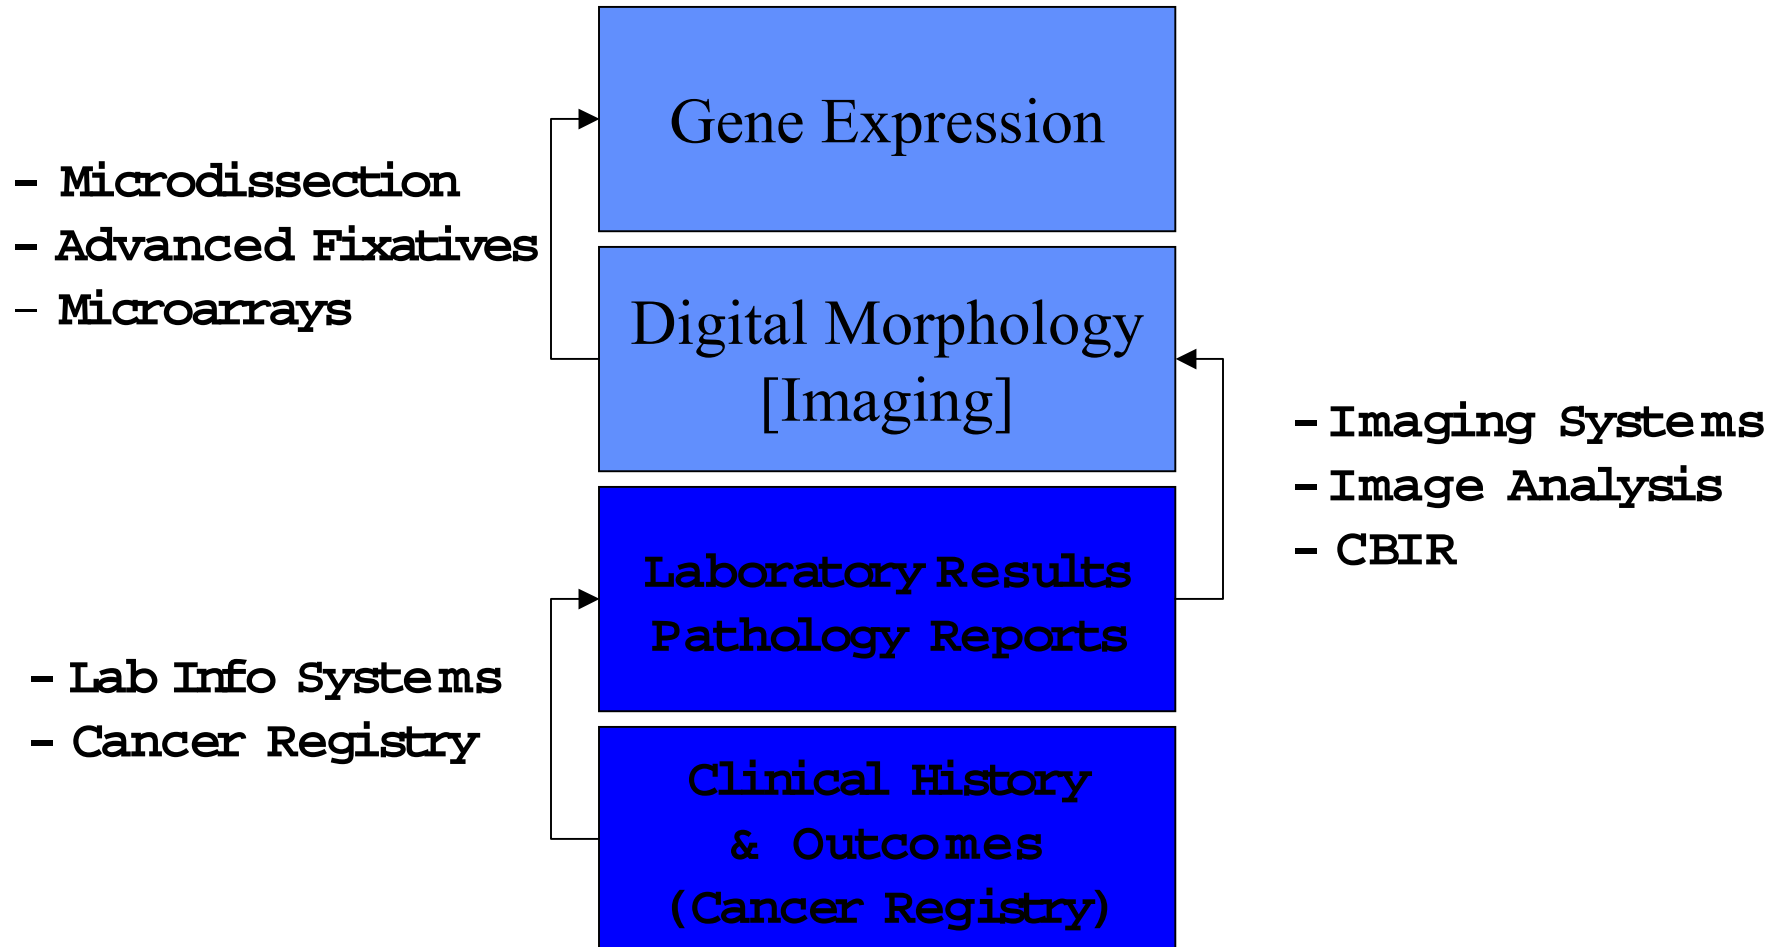 Gene Expression
- Microdissection
- Advanced Fixatives
- Microarrays
Digital Morphology
[Imaging]
- Imaging Systems
- Image Analysis
- CBIR
Laboratory Results
Pathology Reports
- Lab Info Systems
- Cancer Registry
Clinical History
& Outcomes
(Cancer Registry)